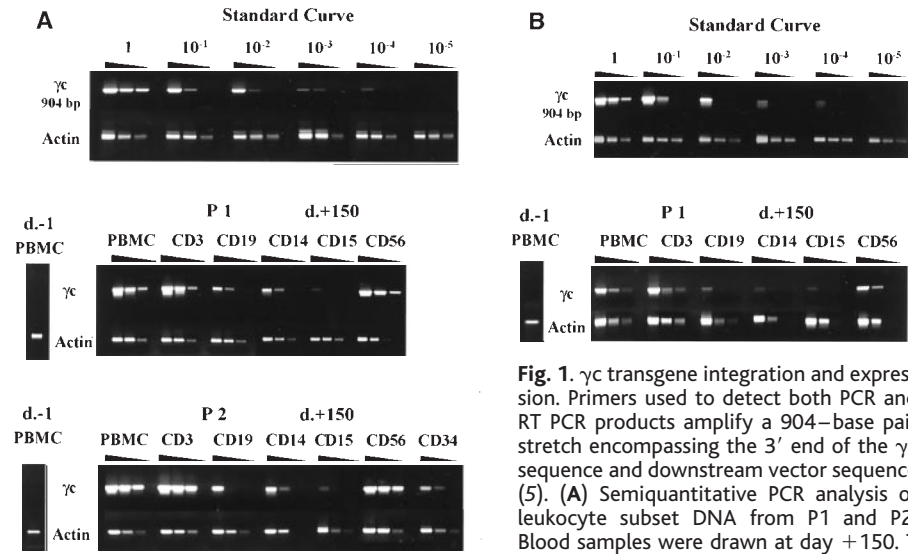 A
Standard Curve
1 10-1 10-2 10-3 10-4 10-5
γc
904 bp
Actin
d.-1
PBMC
P 1 d.+150
PBMC CD3 CD19 CD14 CD15 CD56
γc
Actin
d.-1
PBMC
P 2 d.+150
PBMC CD3 CD19 CD14 CD15 CD56 CD34
γc
Actin
B
Standard Curve
1 10-1 10-2 10-3 10-4 10-5
γc
904 bp
Actin
d.-1
PBMC
P 1 d.+150
PBMC CD3 CD19 CD14 CD15 CD56
γc
Actin
Fig. 1. γc transgene integration and expres-
sion. Primers used to detect both PCR and
RT PCR products amplify a 904–base pair
stretch encompassing the 3′ end of the γ
sequence and downstream vector sequence
(5). (A) Semiquantitative PCR analysis o
leukocyte subset DNA from P1 and P2
Blood samples were drawn at day +150.